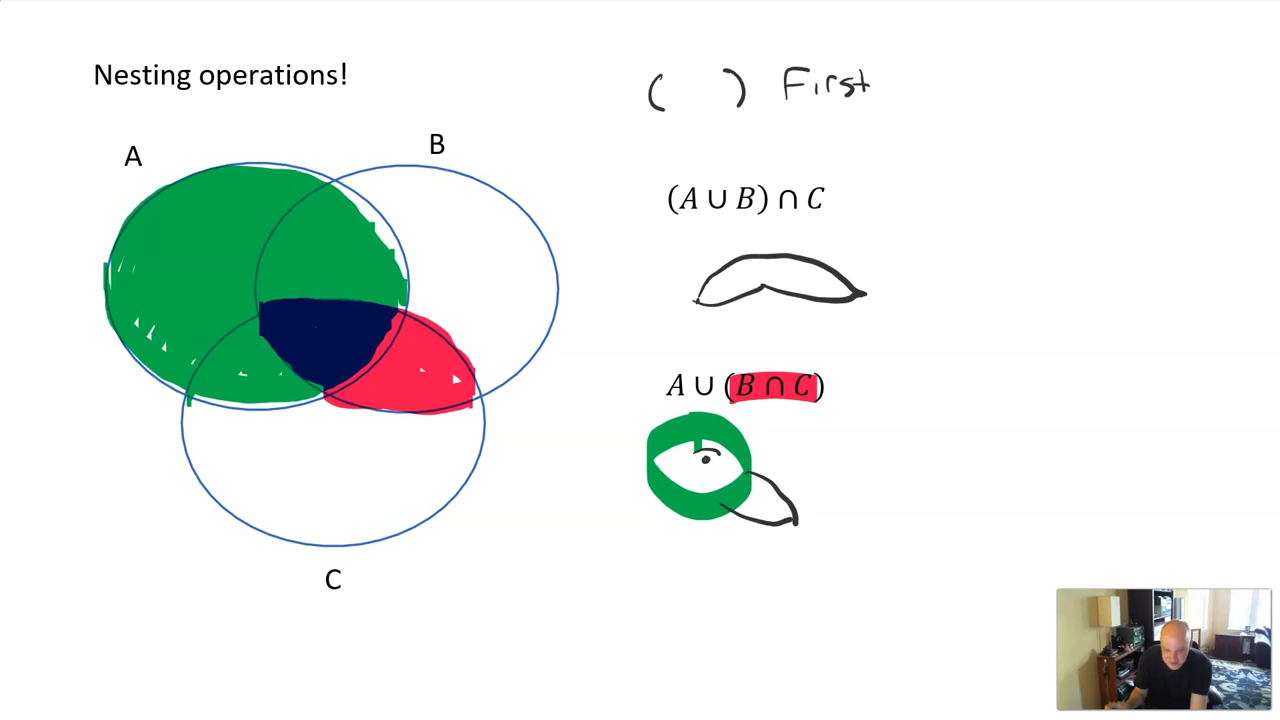 Nesting operations!
( ) First
A
B
(A ∪ B) ∩ C
A ∪ (B ∩ C)
C